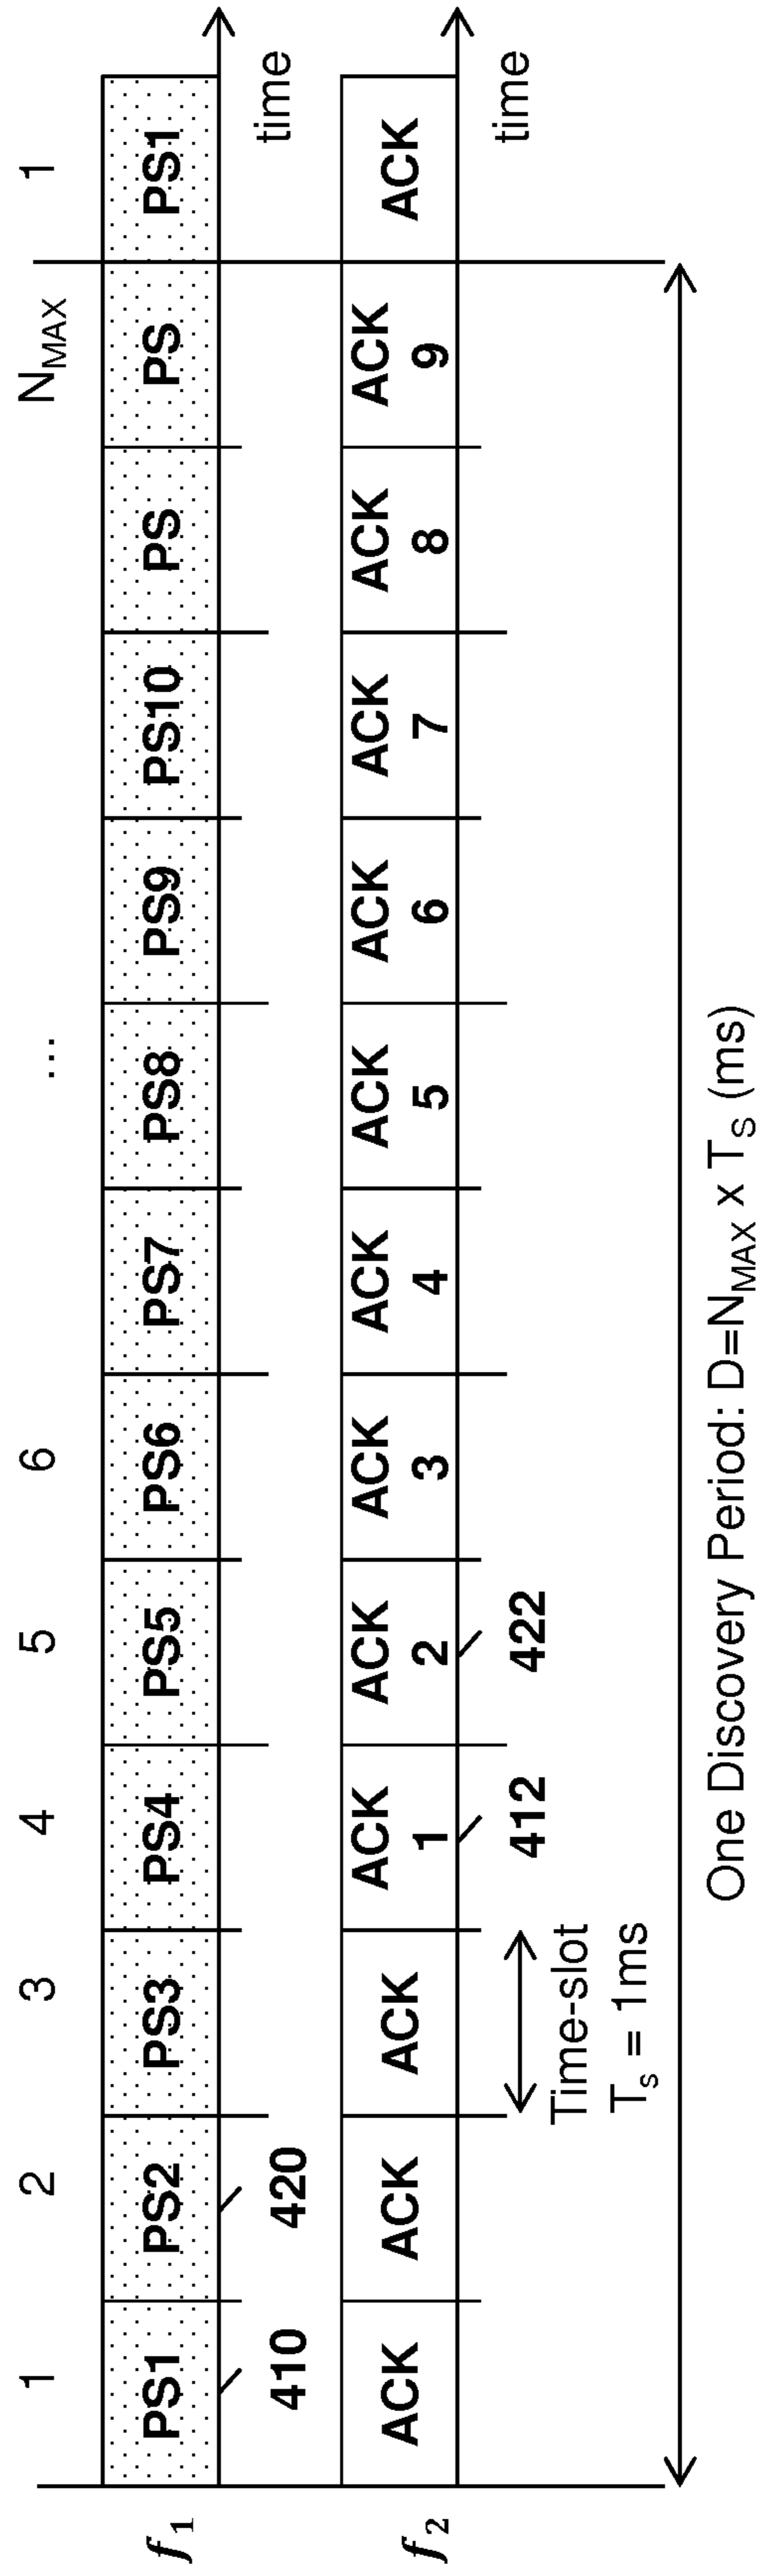 1 2 3 4 5 6 ... N_MAX 1
f₁ PS1 PS2 PS3 PS4 PS5 PS6 PS7 PS8 PS9 PS10 PS PS PS1
410 420 time
f₂ ACK ACK ACK ACK ACK ACK ACK ACK ACK ACK ACK ACK ACK
1 2 3 4 5 6 7 8 9
412 422 time
Time-slot
Tₛ = 1ms
One Discovery Period: D=N_MAX x T_S (ms)